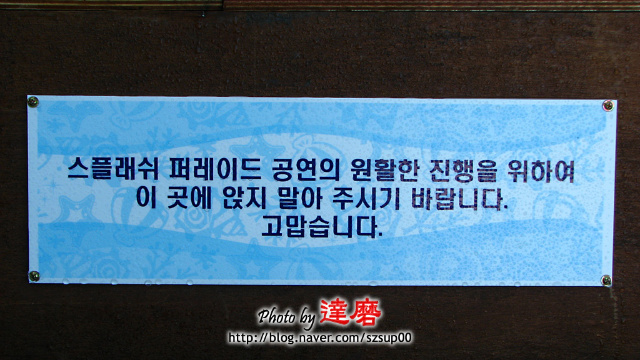 스플래쉬 퍼레이드 공연의 원활한 진행을 위하여
이 곳에 앉지 말아 주시기 바랍니다.
고맙습니다.
Photo by 達磨
http://blog.naver.com/szsup00